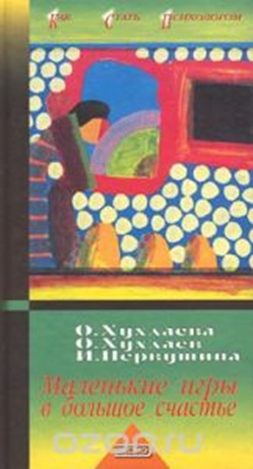 Как Стать Психологом
О.Хухлаева
О.Хухлаев
И.Первушина
Маленькие игры
в большое счастье
ozon.ru